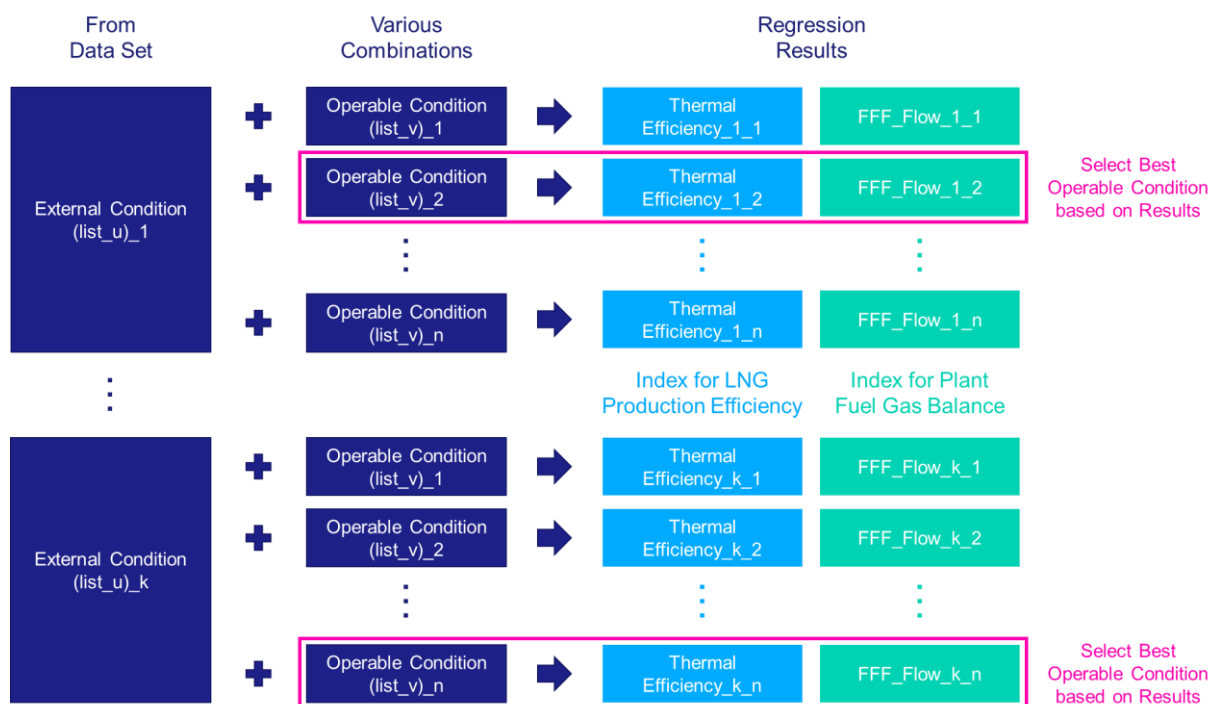 From
Data Set
Various
Combinations
Regression
Results
External Condition
(list_u)_1
Operable Condition
(list_v)_1
Thermal
Efficiency_1_1
FFF_Flow_1_1
Operable Condition
(list_v)_2
Thermal
Efficiency_1_2
FFF_Flow_1_2
Select Best
Operable Condition
based on Results
Operable Condition
(list_v)_n
Thermal
Efficiency_1_n
FFF_Flow_1_n
Index for LNG
Production Efficiency
Index for Plant
Fuel Gas Balance
External Condition
(list_u)_k
Operable Condition
(list_v)_1
Thermal
Efficiency_k_1
FFF_Flow_k_1
Operable Condition
(list_v)_2
Thermal
Efficiency_k_2
FFF_Flow_k_2
Operable Condition
(list_v)_n
Thermal
Efficiency_k_n
FFF_Flow_k_n
Select Best
Operable Condition
based on Results